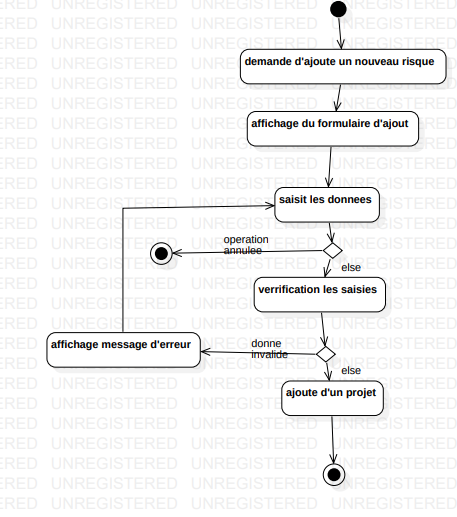 demande d'ajoute un nouveau risque
affichage du formulaire d'ajout
saisit les donnees
operation
annulee
else
verrification les saisies
affichage message d'erreur
donne
invalide
else
ajoute d'un projet
UNREGISTERED